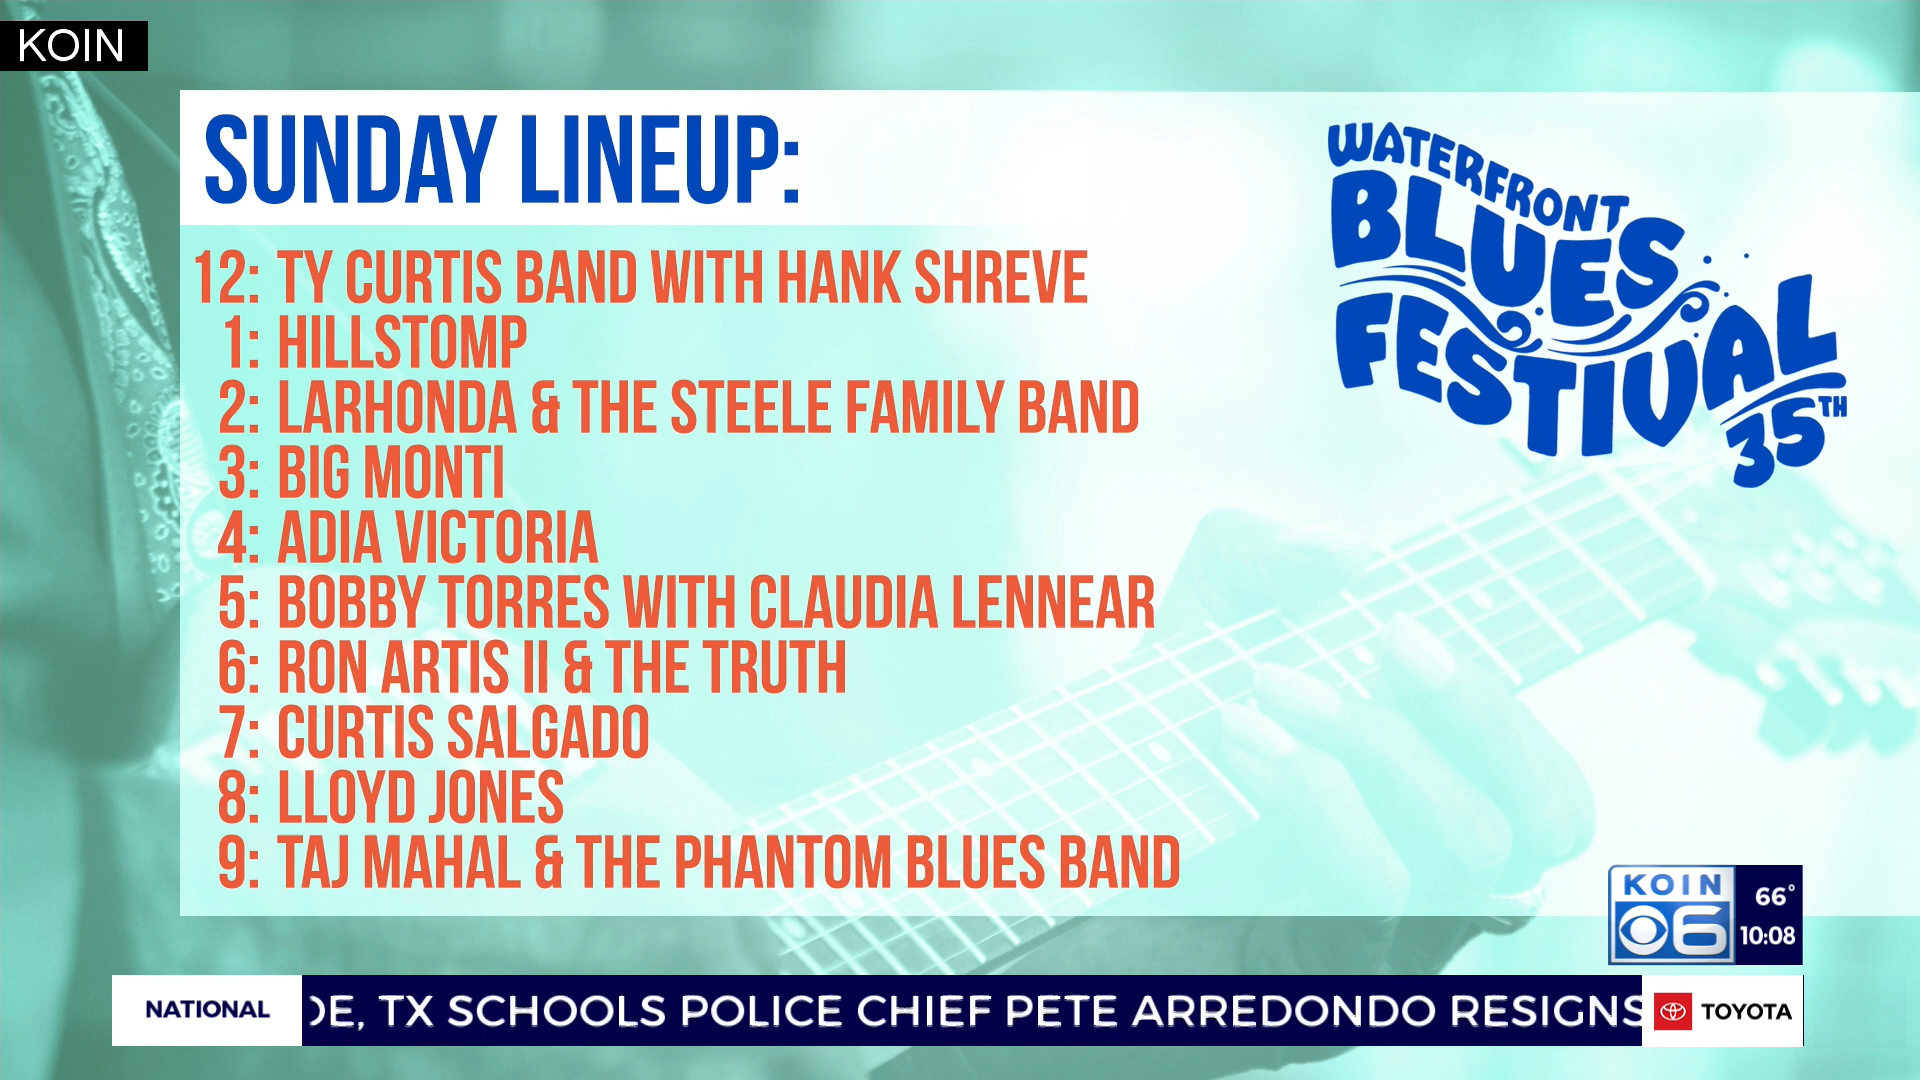 KOIN
SUNDAY LINEUP:
12: TY CURTIS BAND WITH HANK SHREVE
1: HILLSTOMP
2: LARHONDA & THE STEELE FAMILY BAND
3: BIG MONTI
4: ADIA VICTORIA
5: BOBBY TORRES WITH CLAUDIA LENNEAR
6: RON ARTIS II & THE TRUTH
7: CURTIS SALGADO
8: LLOYD JONES
9: TAJ MAHAL & THE PHANTOM BLUES BAND
WATERFRONT
BLUES
FESTIVAL
35TH
KOIN
6
66°
10:08
NATIONAL
DE, TX SCHOOLS POLICE CHIEF PETE ARREDONDO RESIGNS
TOYOTA